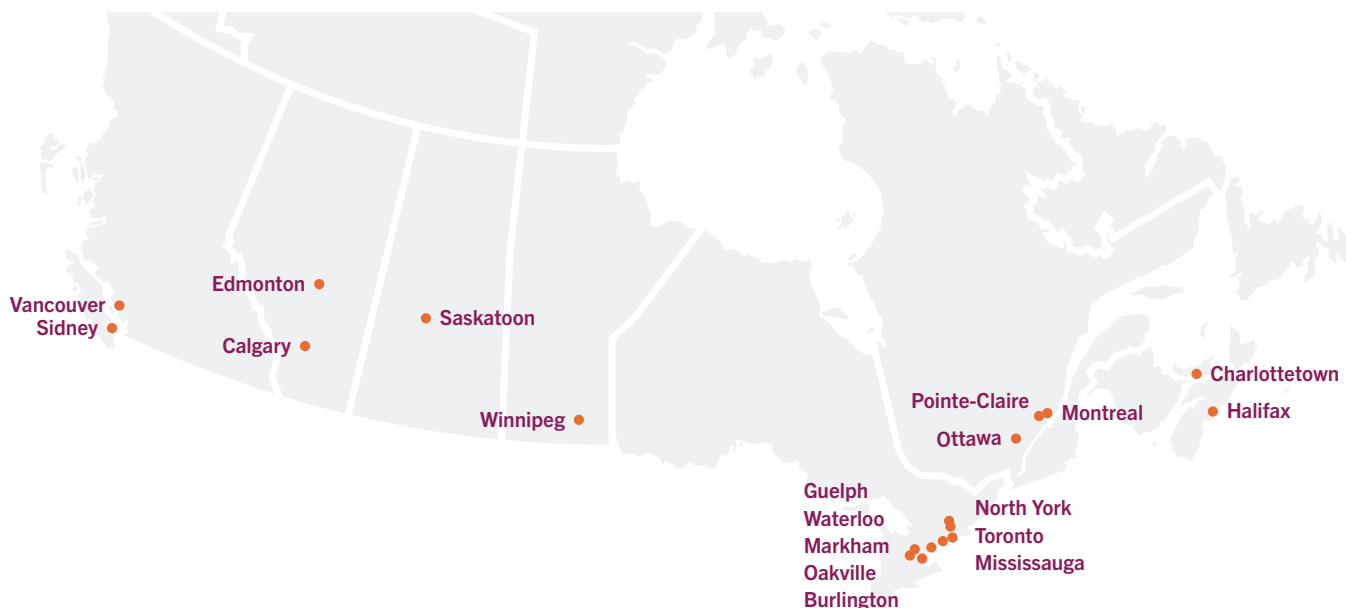 Edmonton
Vancouver
Sidney
Saskatoon
Calgary
Winnipeg
Charlottetown
Pointe-Claire
Montreal
Halifax
Ottawa
Guelph
Waterloo
Markham
Oakville
Burlington
North York
Toronto
Mississauga